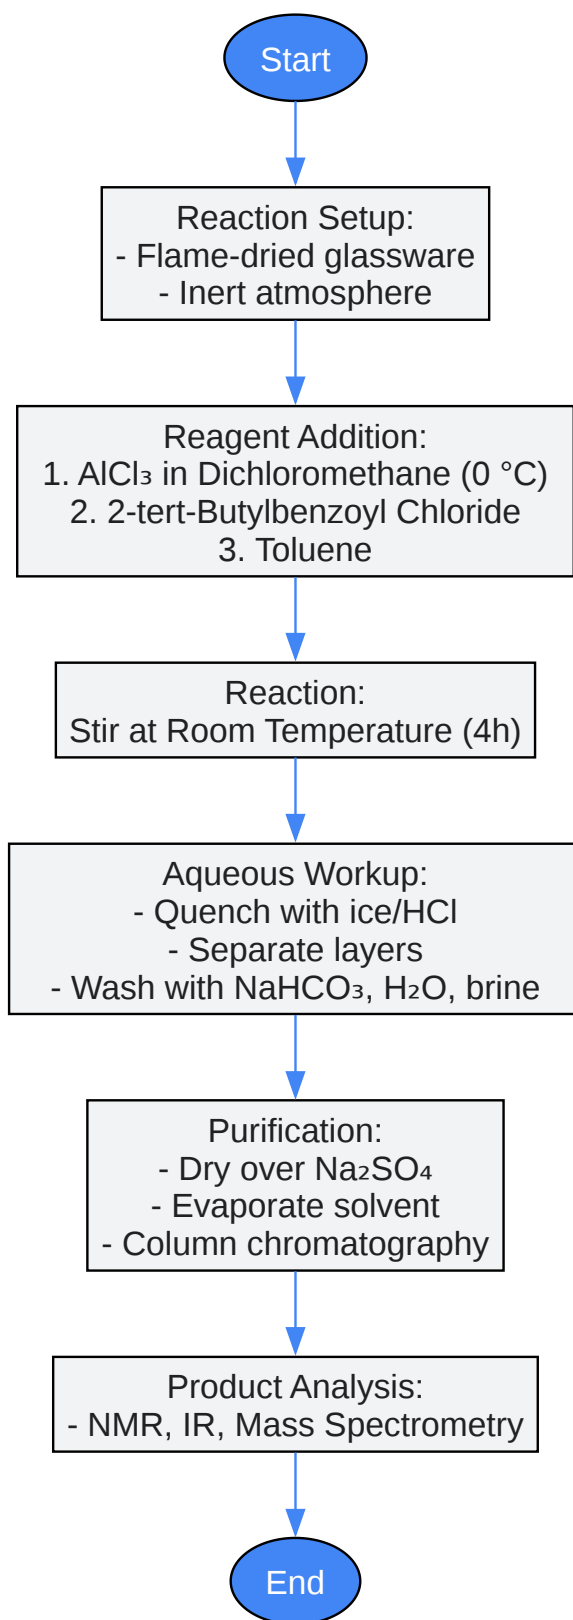 Start
Reaction Setup:
- Flame-dried glassware
- Inert atmosphere
Reagent Addition:
1. AlCl₃ in Dichloromethane (0 °C)
2. 2-tert-Butylbenzoyl Chloride
3. Toluene
Reaction:
Stir at Room Temperature (4h)
Aqueous Workup:
- Quench with ice/HCl
- Separate layers
- Wash with NaHCO₃, H₂O, brine
Purification:
- Dry over Na₂SO₄
- Evaporate solvent
- Column chromatography
Product Analysis:
- NMR, IR, Mass Spectrometry
End